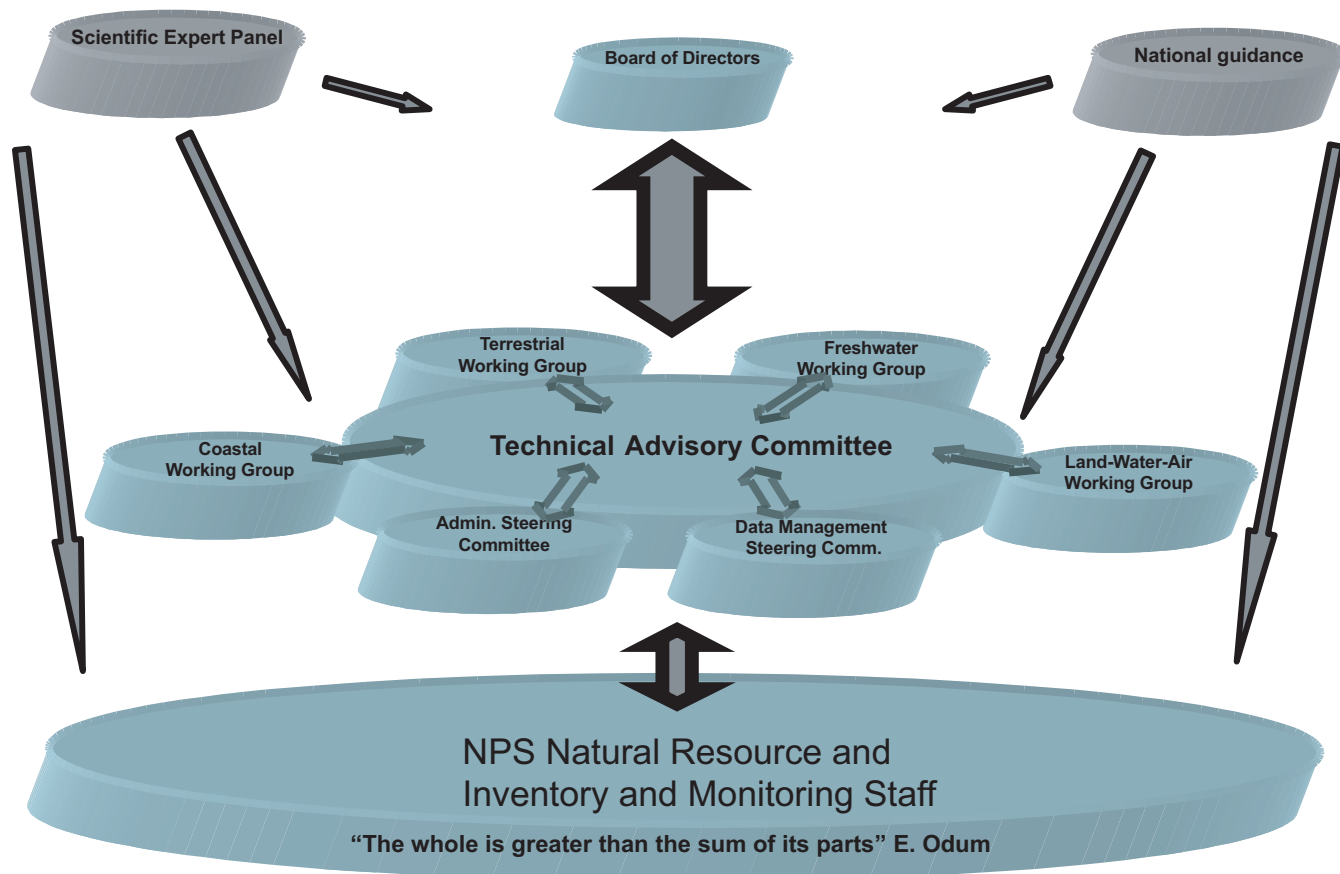 Scientific Expert Panel
Board of Directors
National guidance
Terrestrial
Working Group
Freshwater
Working Group
Coastal
Working Group
Technical Advisory Committee
Land-Water-Air
Working Group
Admin. Steering
Committee
Data Management
Steering Comm.
NPS Natural Resource and
Inventory and Monitoring Staff
“The whole is greater than the sum of its parts” E. Odum